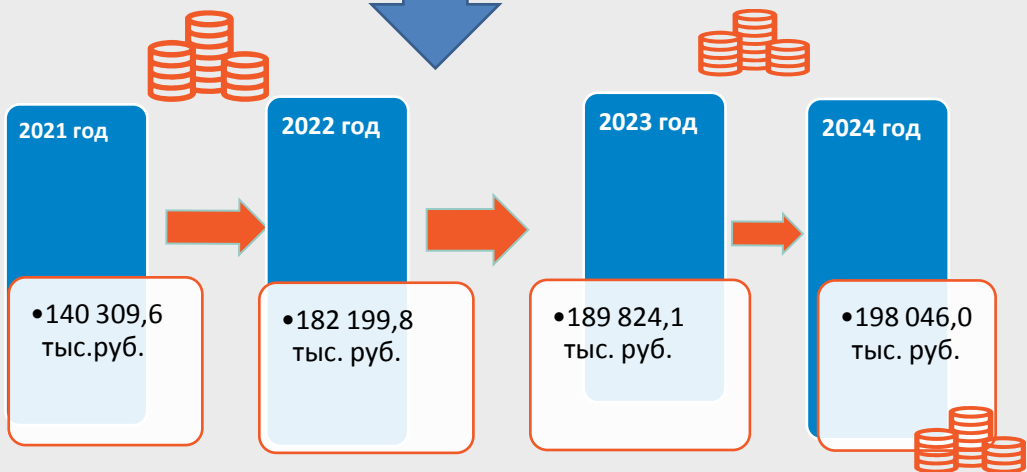 2021 год
•140 309,6
тыс.руб.
2022 год
•182 199,8
тыс. руб.
2023 год
•189 824,1
тыс. руб.
2024 год
•198 046,0
тыс. руб.